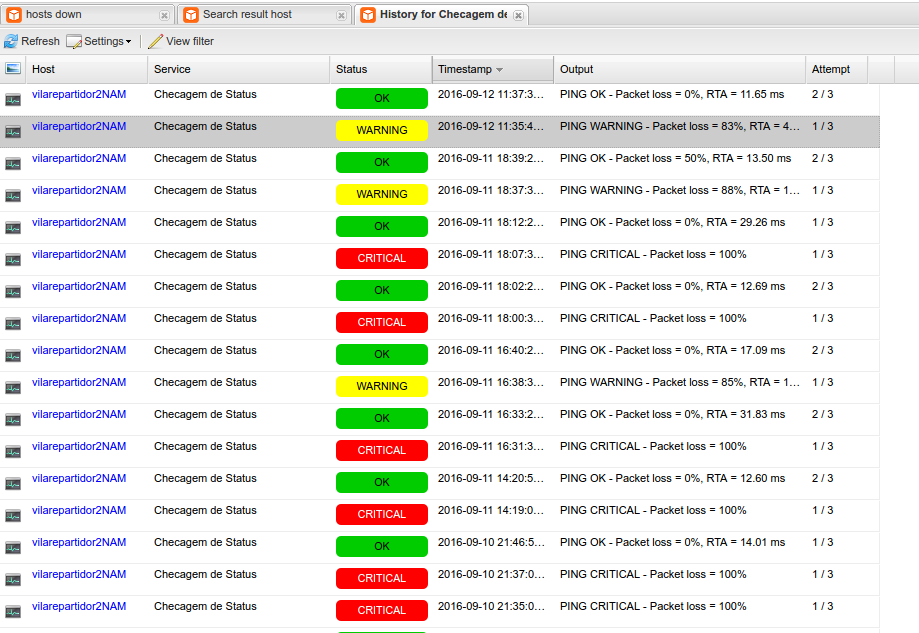 hosts down Search result host History for Checagem de
Refresh Settings View filter
Host Service Status Timestamp Output Attempt
vilarepartidor2NAM Checagem de Status OK 2016-09-12 11:37:3... PING OK - Packet loss = 0%, RTA = 11.65 ms 2 / 3
vilarepartidor2NAM Checagem de Status WARNING 2016-09-12 11:35:4... PING WARNING - Packet loss = 83%, RTA = 4... 1 / 3
vilarepartidor2NAM Checagem de Status OK 2016-09-11 18:39:2... PING OK - Packet loss = 50%, RTA = 13.50 ms 2 / 3
vilarepartidor2NAM Checagem de Status WARNING 2016-09-11 18:37:3... PING WARNING - Packet loss = 88%, RTA = 1... 1 / 3
vilarepartidor2NAM Checagem de Status OK 2016-09-11 18:12:2... PING OK - Packet loss = 0%, RTA = 29.26 ms 1 / 3
vilarepartidor2NAM Checagem de Status CRITICAL 2016-09-11 18:07:3... PING CRITICAL - Packet loss = 100% 1 / 3
vilarepartidor2NAM Checagem de Status OK 2016-09-11 18:02:2... PING OK - Packet loss = 0%, RTA = 12.69 ms 2 / 3
vilarepartidor2NAM Checagem de Status CRITICAL 2016-09-11 18:00:3... PING CRITICAL - Packet loss = 100% 1 / 3
vilarepartidor2NAM Checagem de Status OK 2016-09-11 16:40:2... PING OK - Packet loss = 0%, RTA = 17.09 ms 2 / 3
vilarepartidor2NAM Checagem de Status WARNING 2016-09-11 16:38:3... PING WARNING - Packet loss = 85%, RTA = 1... 1 / 3
vilarepartidor2NAM Checagem de Status OK 2016-09-11 16:33:2... PING OK - Packet loss = 0%, RTA = 31.83 ms 2 / 3
vilarepartidor2NAM Checagem de Status CRITICAL 2016-09-11 16:31:3... PING CRITICAL - Packet loss = 100% 1 / 3
vilarepartidor2NAM Checagem de Status OK 2016-09-11 14:20:5... PING OK - Packet loss = 0%, RTA = 12.60 ms 2 / 3
vilarepartidor2NAM Checagem de Status CRITICAL 2016-09-11 14:19:0... PING CRITICAL - Packet loss = 100% 1 / 3
vilarepartidor2NAM Checagem de Status OK 2016-09-10 21:46:5... PING OK - Packet loss = 0%, RTA = 14.01 ms 1 / 3
vilarepartidor2NAM Checagem de Status CRITICAL 2016-09-10 21:37:0... PING CRITICAL - Packet loss = 100% 1 / 3
vilarepartidor2NAM Checagem de Status CRITICAL 2016-09-10 21:35:0... PING CRITICAL - Packet loss = 100% 1 / 3